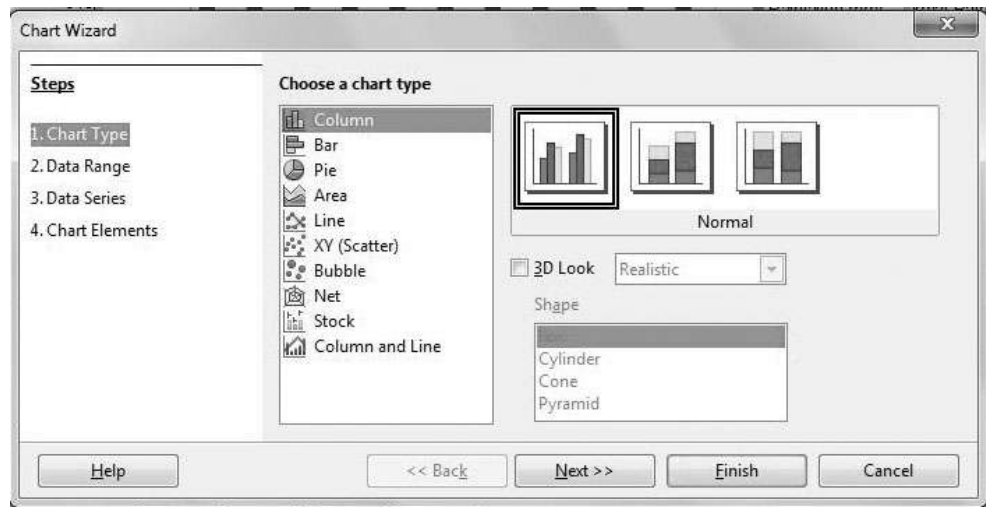 Chart Wizard
Steps
1. Chart Type
2. Data Range
3. Data Series
4. Chart Elements
Choose a chart type
Column
Bar
Pie
Area
Line
XY (Scatter)
Bubble
Net
Stock
Column and Line
Normal
3D Look
Realistic
Shape
Cylinder
Cone
Pyramid
Help
<< Back
Next >>
Finish
Cancel